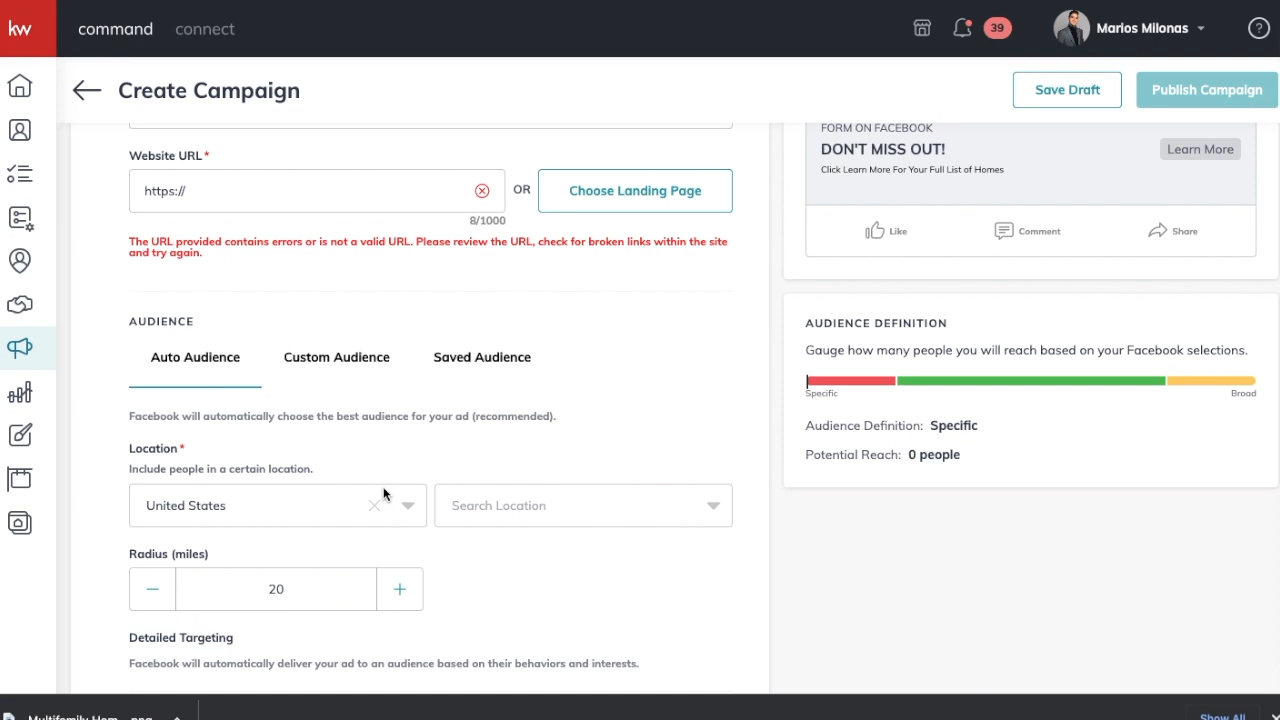 kw
command
connect
39
Marios Milonas
?
Create Campaign
Save Draft
Publish Campaign
FORM ON FACEBOOK
DON'T MISS OUT!
Learn More
Click Learn More For Your Full List of Homes
Like
Comment
Share
Website URL*
https://
OR
Choose Landing Page
8/1000
The URL provided contains errors or is not a valid URL. Please review the URL, check for broken links within the site
and try again.
AUDIENCE
Auto Audience
Custom Audience
Saved Audience
Facebook will automatically choose the best audience for your ad (recommended).
Location*
Include people in a certain location.
United States
Search Location
Radius (miles)
20
Detailed Targeting
Facebook will automatically deliver your ad to an audience based on their behaviors and interests.
AUDIENCE DEFINITION
Gauge how many people you will reach based on your Facebook selections.
Specific
Broad
Audience Definition: Specific
Potential Reach: 0 people
Multifamily Hom....png
Show All